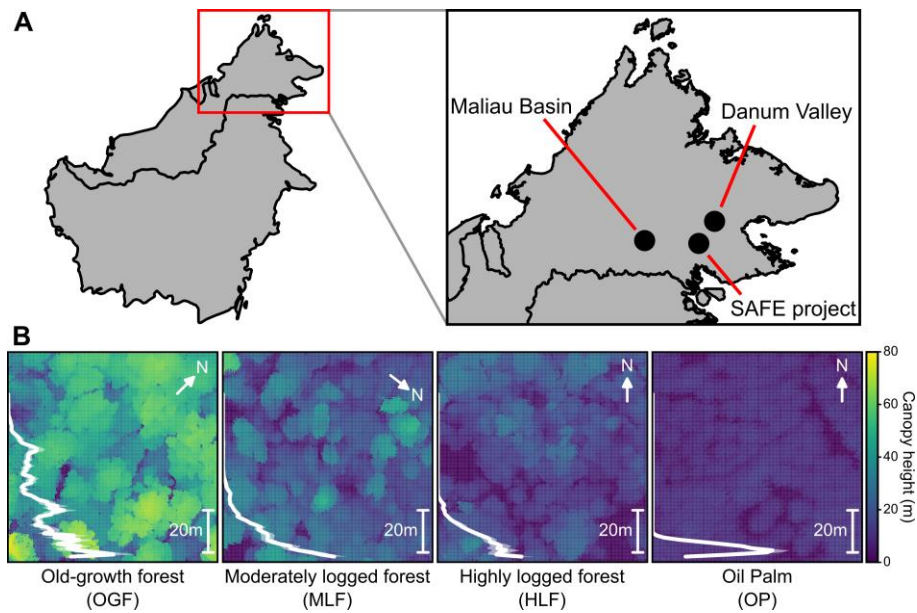 A
Maliau Basin
Danum Valley
SAFE project
B
N
N
N
N
20m
20m
20m
20m
80
60
40
20
0
Canopy height (m)
Old-growth forest
(OGF)
Moderately logged forest
(MLF)
Highly logged forest
(HLF)
Oil Palm
(OP)